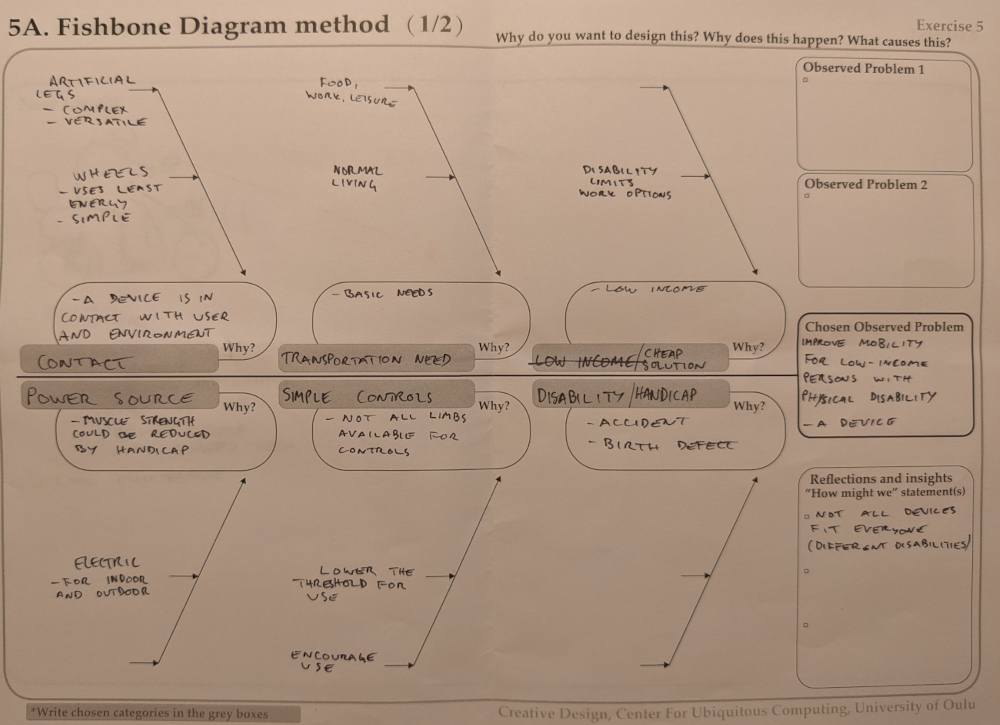 5A. Fishbone Diagram method (1/2)
Exercise 5
Why do you want to design this? Why does this happen? What causes this?
ARTIFICIAL
LEGS
- COMPLEX
- VERSATILE
WHEELS
- USES LEAST
ENERGY
- SIMPLE
FOOD,
WORK, LEISURE
NORMAL
LIVING
DISABILITY
LIMITS
WORK OPTIONS
Observed Problem 1
Observed Problem 2
- A DEVICE IS IN
CONTACT WITH USER
AND ENVIRONMENT
Why?
CONTACT
- BASIC NEEDS
Why?
TRANSPORTATION NEED
- LOW INCOME
Why?
LOW INCOME/CHEAP
SOLUTION
Chosen Observed Problem
IMPROVE MOBILITY
FOR LOW-INCOME
PERSONS WITH
PHYSICAL DISABILITY
- A DEVICE
POWER SOURCE
Why?
- MUSCLE STRENGTH
COULD BE REDUCED
BY HANDICAP
SIMPLE CONTROLS
Why?
- NOT ALL LIMBS
AVAILABLE FOR
CONTROLS
DISABILITY/HANDICAP
Why?
- ACCIDENT
- BIRTH DEFECT
Reflections and insights
"How might we" statement(s)
NOT ALL DEVICES
FIT EVERYONE
(DIFFERENT DISABILITIES)
ELECTRIC
- FOR INDOOR
AND OUTDOOR
LOWER THE
THRESHOLD FOR
USE
ENCOURAGE
USE
*Write chosen categories in the grey boxes
Creative Design, Center For Ubiquitous Computing, University of Oulu